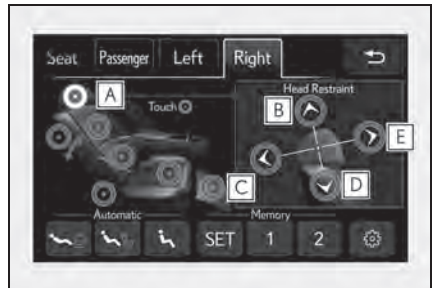 Seat Passenger Left Right
A
Head Restraint
Touch
B
E
C
D
Automatic
Memory
SET 1 2